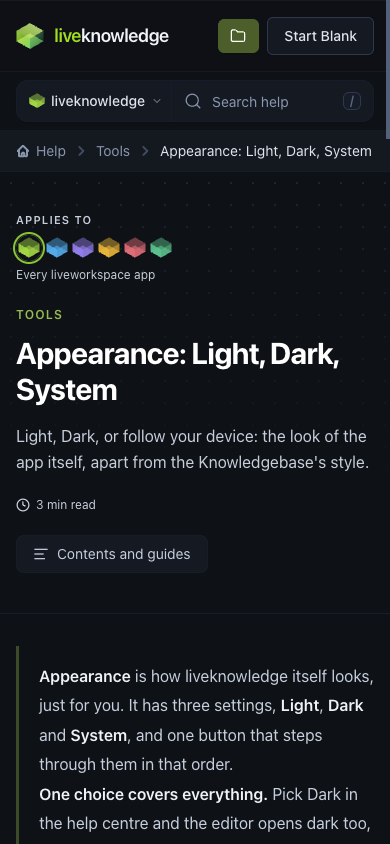 liveknowledge
Start Blank
liveknowledge
Search help
/
Help
Tools
Appearance: Light, Dark, System
APPLIES TO
Every liveworkspace app
TOOLS
Appearance: Light, Dark,
System
Light, Dark, or follow your device: the look of the
app itself, apart from the Knowledgebase's style.
3 min read
Contents and guides
Appearance is how liveknowledge itself looks,
just for you. It has three settings, Light, Dark
and System, and one button that steps
through them in that order.
One choice covers everything. Pick Dark in
the help centre and the editor opens dark too,